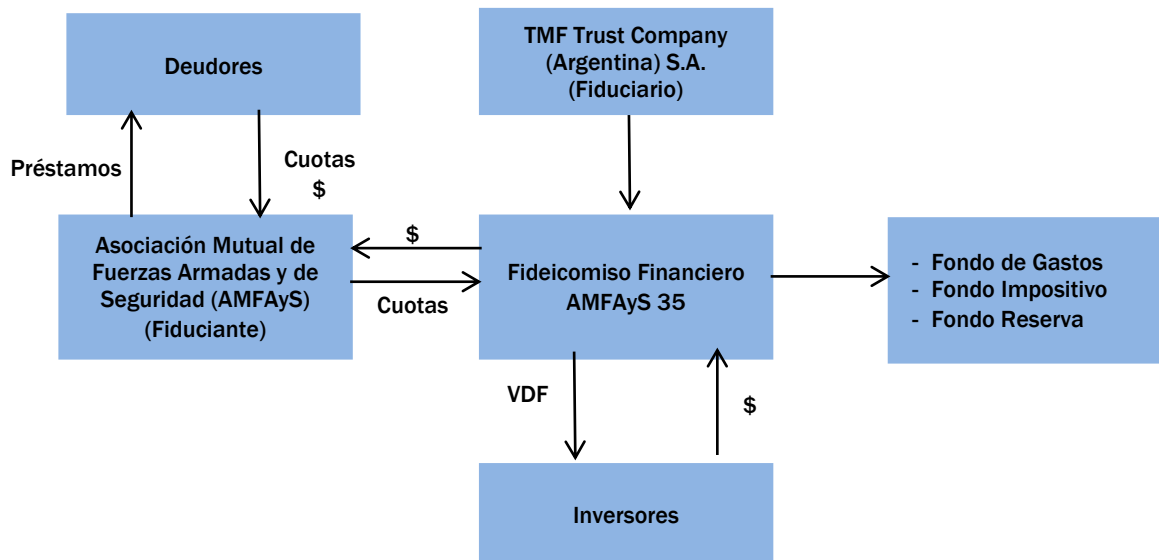 Deudores
TMF Trust Company
(Argentina) S.A.
(Fiduciario)
Préstamos
Cuotas
$
Asociación Mutual de
Fuerzas Armadas y de
Seguridad (AMFAyS)
(Fiduciante)
$
Cuotas
Fideicomiso Financiero
AMFAyS 35
- Fondo de Gastos
- Fondo Impositivo
- Fondo Reserva
VDF
$
Inversores